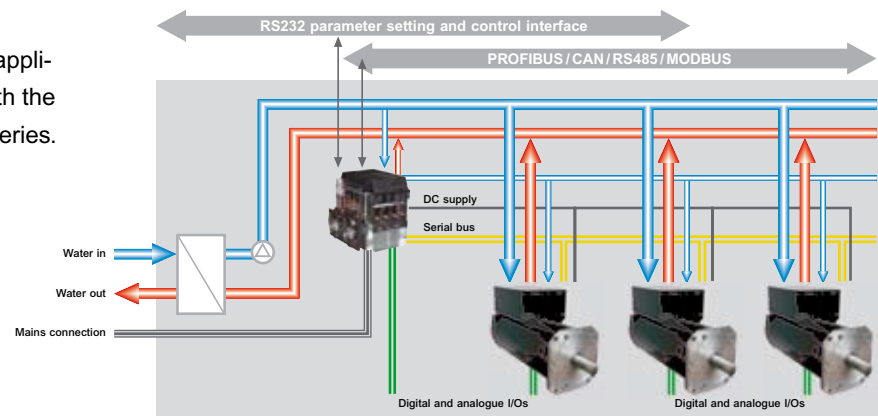 RS232 parameter setting and control interface
PROFIBUS / CAN / RS485 / MODBUS
appli-
th the
eries.
DC supply
Serial bus
Water in
Water out
Mains connection
Digital and analogue I/Os
Digital and analogue I/Os